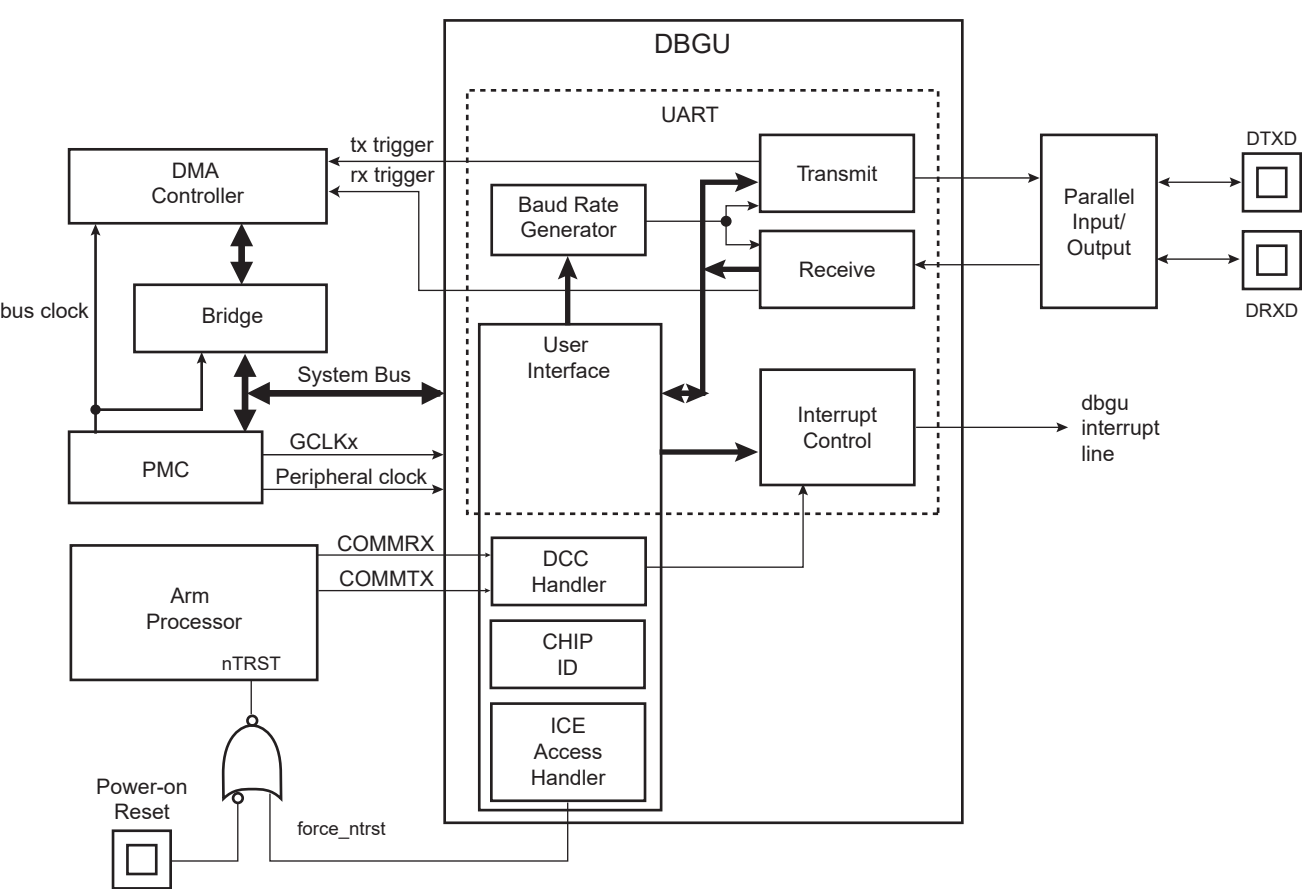 DBGU
UART
tx trigger
rx trigger
DMA
Controller
Transmit
Baud Rate
Generator
Receive
Parallel
Input/
Output
DTXD
DRXD
bus clock
Bridge
System Bus
User
Interface
Interrupt
Control
dbgu
interrupt
line
PMC
GCLKx
Peripheral clock
COMMRX
COMMTX
Arm
Processor
nTRST
DCC
Handler
CHIP
ID
ICE
Access
Handler
Power-on
Reset
force_ntrst